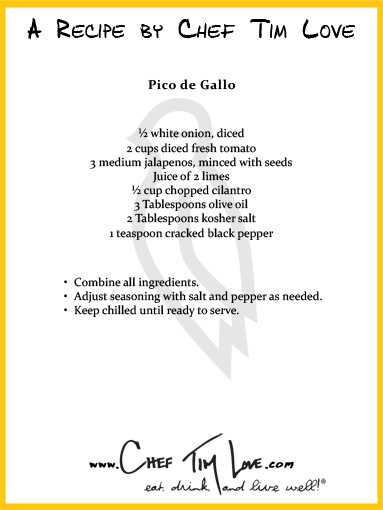 A Recipe by Chef Tim Love
Pico de Gallo
½ white onion, diced
2 cups diced fresh tomato
3 medium jalapenos, minced with seeds
Juice of 2 limes
½ cup chopped cilantro
3 Tablespoons olive oil
2 Tablespoons kosher salt
1 teaspoon cracked black pepper
• Combine all ingredients.
• Adjust seasoning with salt and pepper as needed.
• Keep chilled until ready to serve.
www.Chef Tim Love.com
eat, drink and live well!®